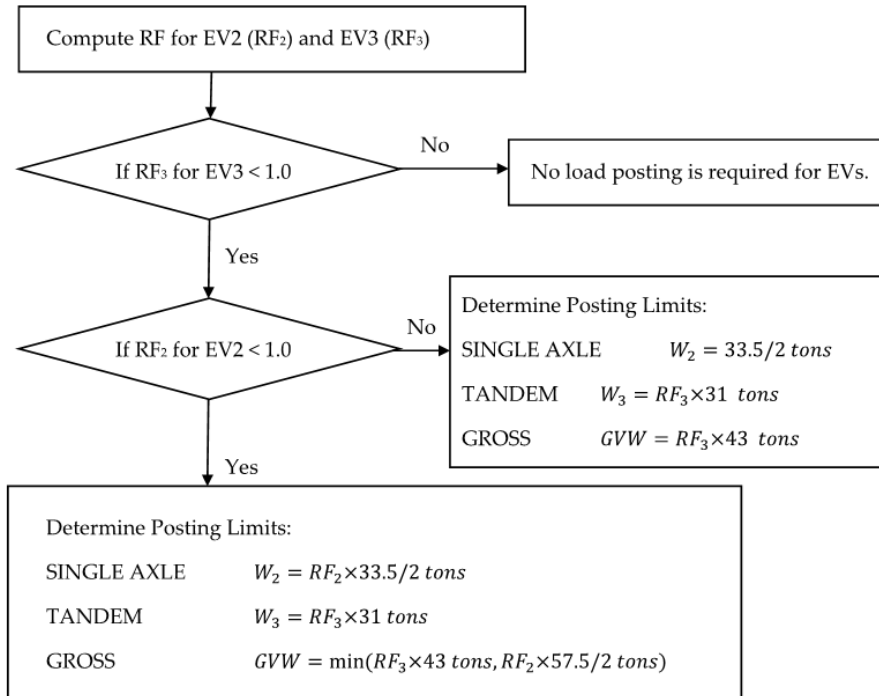 Compute RF for EV2 (RF₂) and EV3 (RF₃)
If RF₃ for EV3 < 1.0
No
No load posting is required for EVs.
Yes
If RF₂ for EV2 < 1.0
No
Determine Posting Limits:
SINGLE AXLE W₂ = 33.5/2 tons
TANDEM W₃ = RF₃×31 tons
GROSS GVW = RF₃×43 tons
Yes
Determine Posting Limits:
SINGLE AXLE W₂ = RF₂×33.5/2 tons
TANDEM W₃ = RF₃×31 tons
GROSS GVW = min(RF₃×43 tons, RF₂×57.5/2 tons)